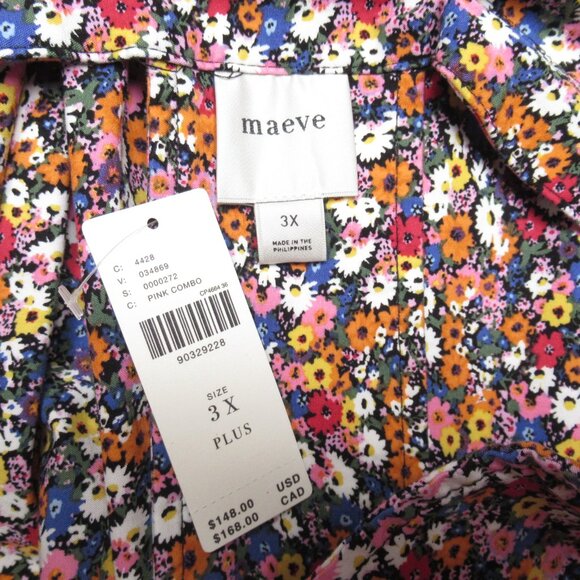 maeve
3X
MADE IN THE
PHILIPPINES
C: 4428
V: 034869
S: 0000272
C: PINK COMBO
CP4664 36
90329228
SIZE
3 X
PLUS
$148.00 USD
$168.00 CAD